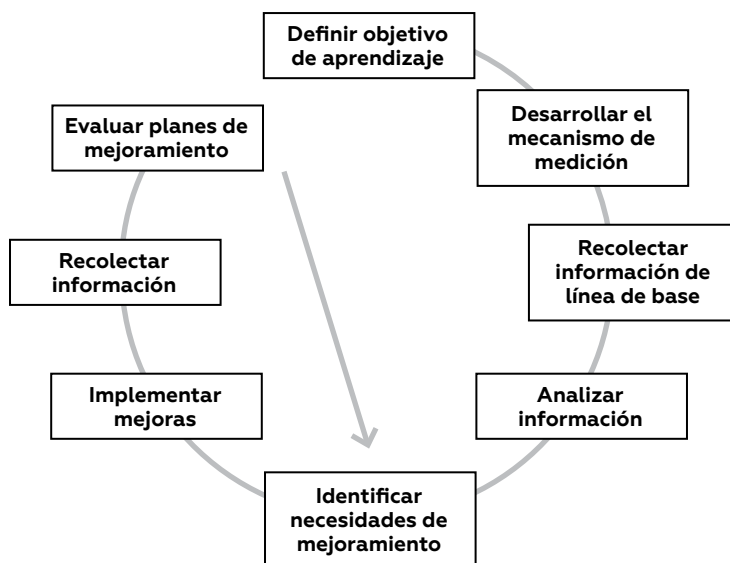 Definir objetivo
de aprendizaje
Desarrollar el
mecanismo de
medición
Recolectar
información de
línea de base
Analizar
información
Identificar
necesidades de
mejoramiento
Implementar
mejoras
Recolectar
información
Evaluar planes de
mejoramiento